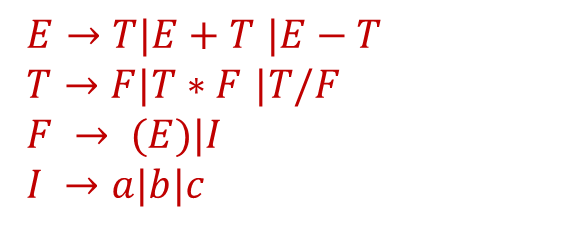 E → T|E + T |E − T
T → F|T ∗ F |T/F
F → (E)|I
I → a|b|c